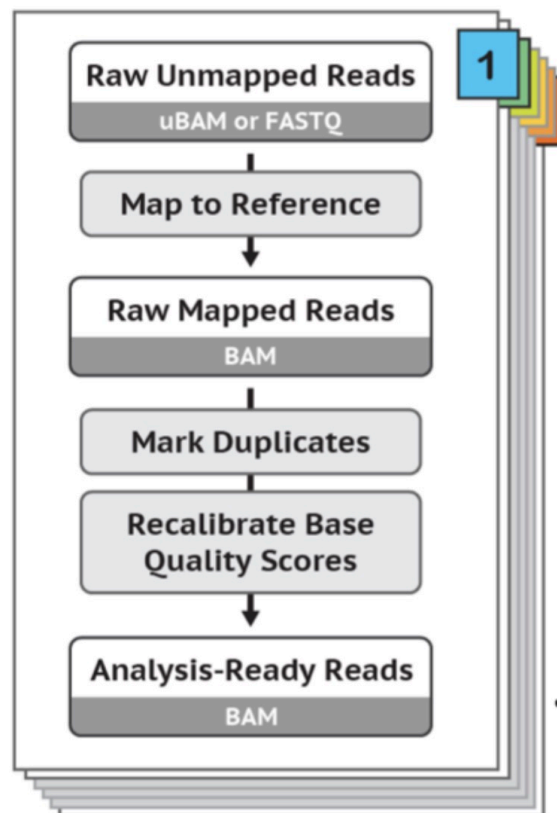 1
Raw Unmapped Reads
uBAM or FASTQ
Map to Reference
Raw Mapped Reads
BAM
Mark Duplicates
Recalibrate Base
Quality Scores
Analysis-Ready Reads
BAM